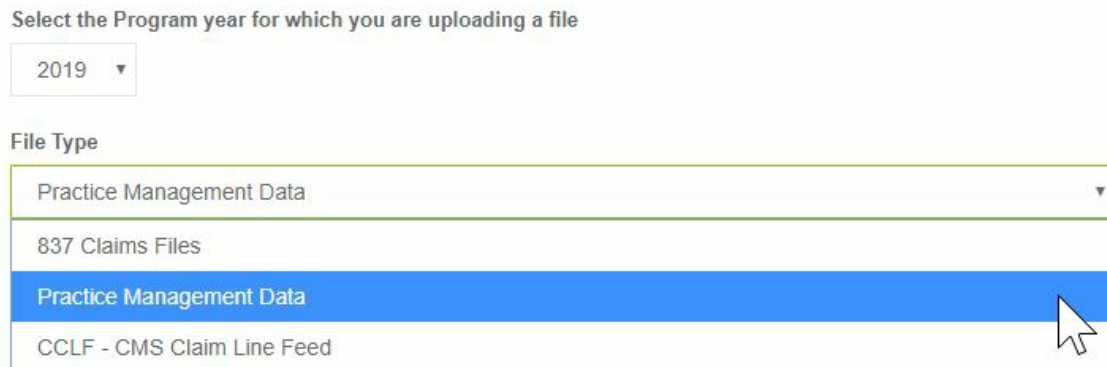 Select the Program year for which you are uploading a file
2019
File Type
Practice Management Data
837 Claims Files
Practice Management Data
CCLF - CMS Claim Line Feed